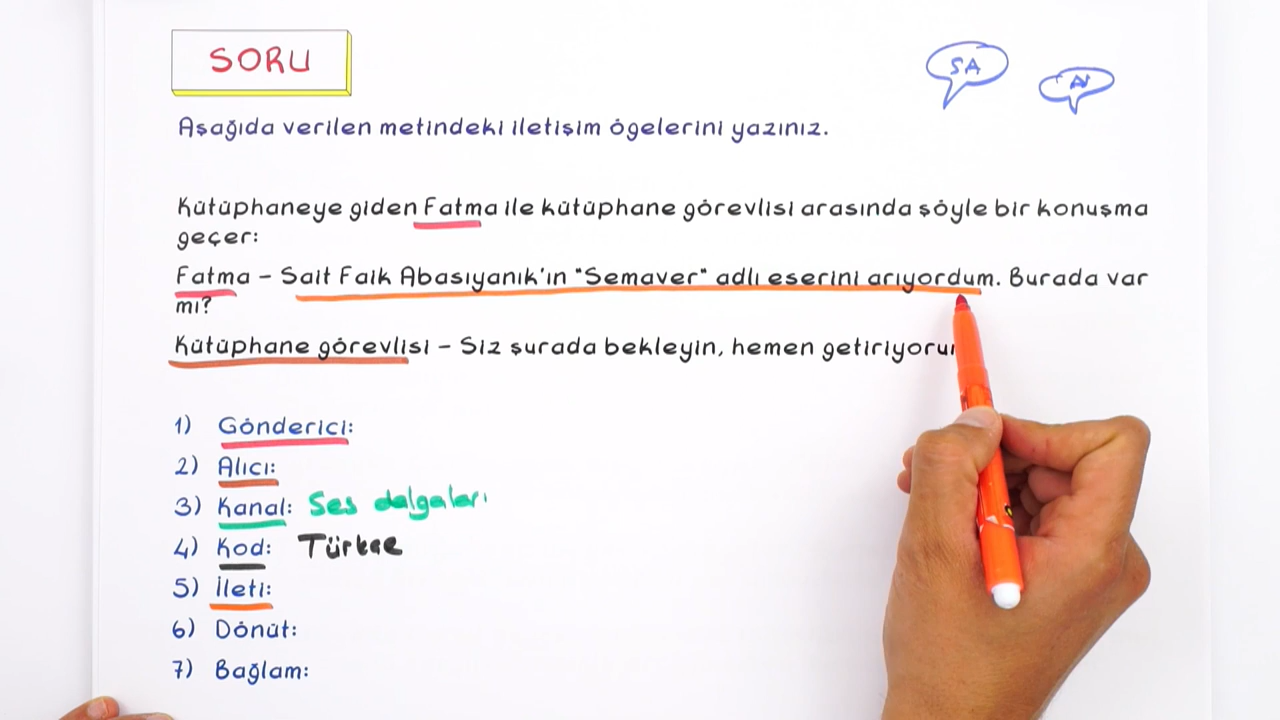 SORU
SA
Aşağıda verilen metindeki iletişim ögelerini yazınız.
Kütüphaneye giden Fatma ile kütüphane görevlisi arasında şöyle bir konuşma
geçer:
Fatma – Sait Faik Abasıyanık'ın "Semaver" adlı eserini arıyordum. Burada var
mı?
Kütüphane görevlisi – Siz şurada bekleyin, hemen
1) Gönderici:
2) Alıcı:
3) Kanal: Ses dalgaları
4) Kod: Türkçe
5) İleti:
6) Dönüt:
7) Bağlam: